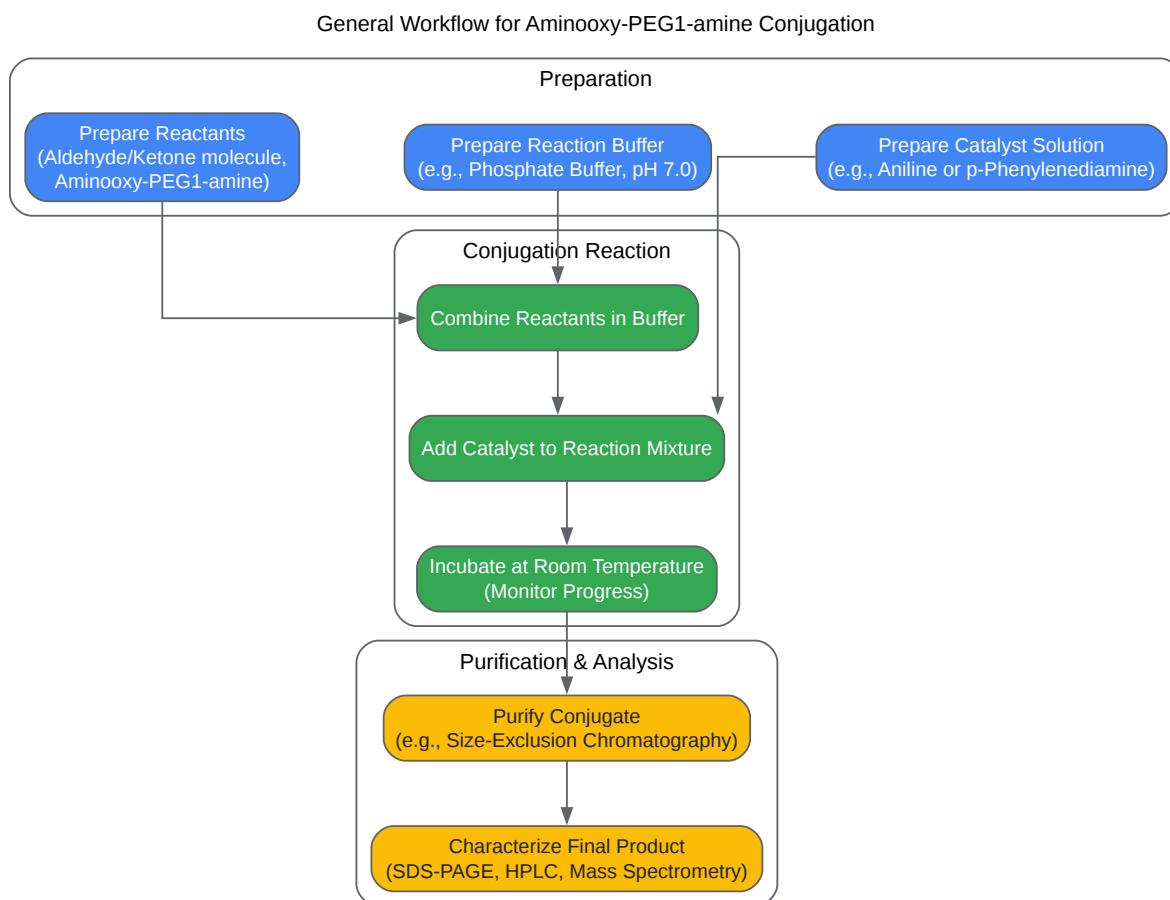 General Workflow for Aminooxy-PEG1-amine Conjugation
Preparation
Prepare Reactants
(Aldehyde/Ketone molecule,
Aminooxy-PEG1-amine)
Prepare Reaction Buffer
(e.g., Phosphate Buffer, pH 7.0)
Prepare Catalyst Solution
(e.g., Aniline or p-Phenylenediamine)
Conjugation Reaction
Combine Reactants in Buffer
Add Catalyst to Reaction Mixture
Incubate at Room Temperature
(Monitor Progress)
Purification & Analysis
Purify Conjugate
(e.g., Size-Exclusion Chromatography)
Characterize Final Product
(SDS-PAGE, HPLC, Mass Spectrometry)